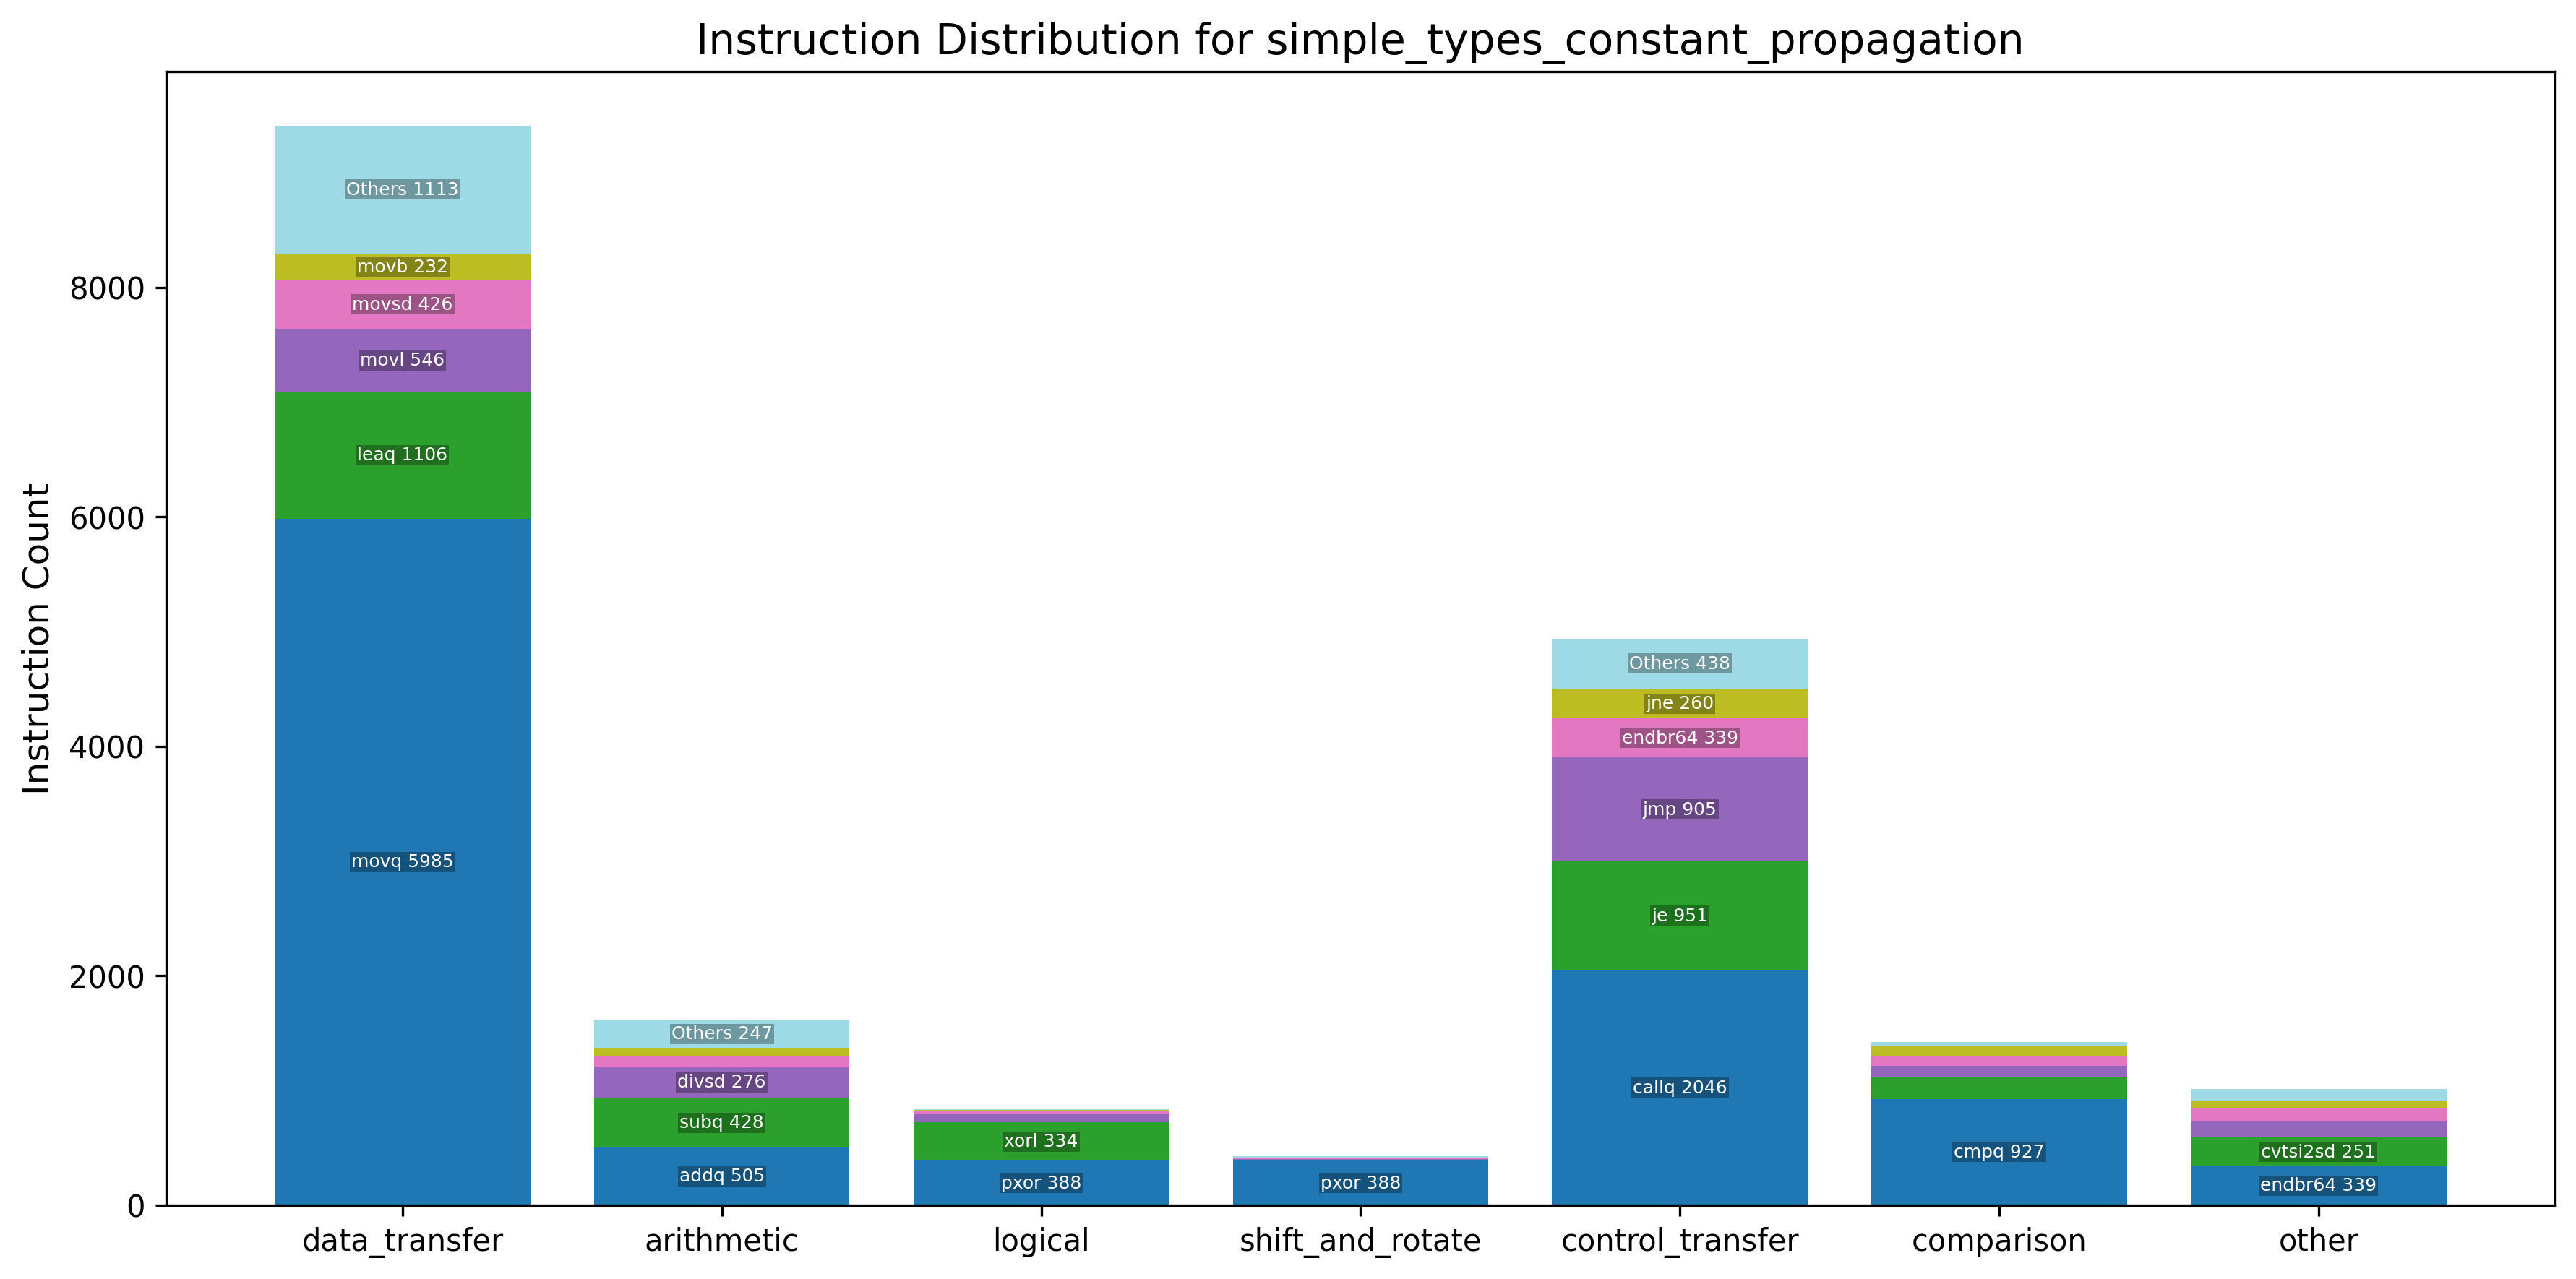 Instruction Distribution for simple_types_constant_propagation
Instruction Count
8000
6000
4000
2000
0
Others 1113
movb 232
movsd 426
movl 546
leaq 1106
movq 5985
Others 247
divsd 276
subq 428
addq 505
xorl 334
pxor 388
pxor 388
Others 438
jne 260
endbr64 339
jmp 905
je 951
callq 2046
cmpq 927
cvtsi2sd 251
endbr64 339
data_transfer
arithmetic
logical
shift_and_rotate
control_transfer
comparison
other